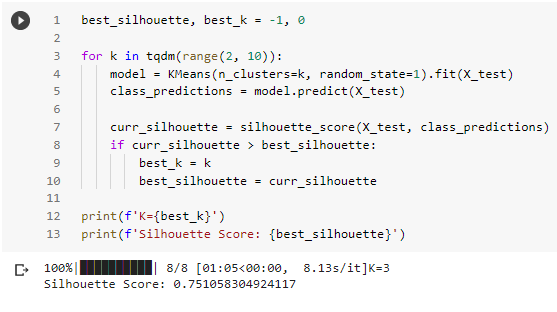 1 best_silhouette, best_k = -1, 0
2
3 for k in tqdm(range(2, 10)):
4     model = KMeans(n_clusters=k, random_state=1).fit(X_test)
5     class_predictions = model.predict(X_test)
6
7     curr_silhouette = silhouette_score(X_test, class_predictions)
8     if curr_silhouette > best_silhouette:
9         best_k = k
10         best_silhouette = curr_silhouette
11
12 print(f'K={best_k}')
13 print(f'Silhouette Score: {best_silhouette}')
100%|██████████| 8/8 [01:05<00:00,  8.13s/it]K=3
Silhouette Score: 0.751058304924117